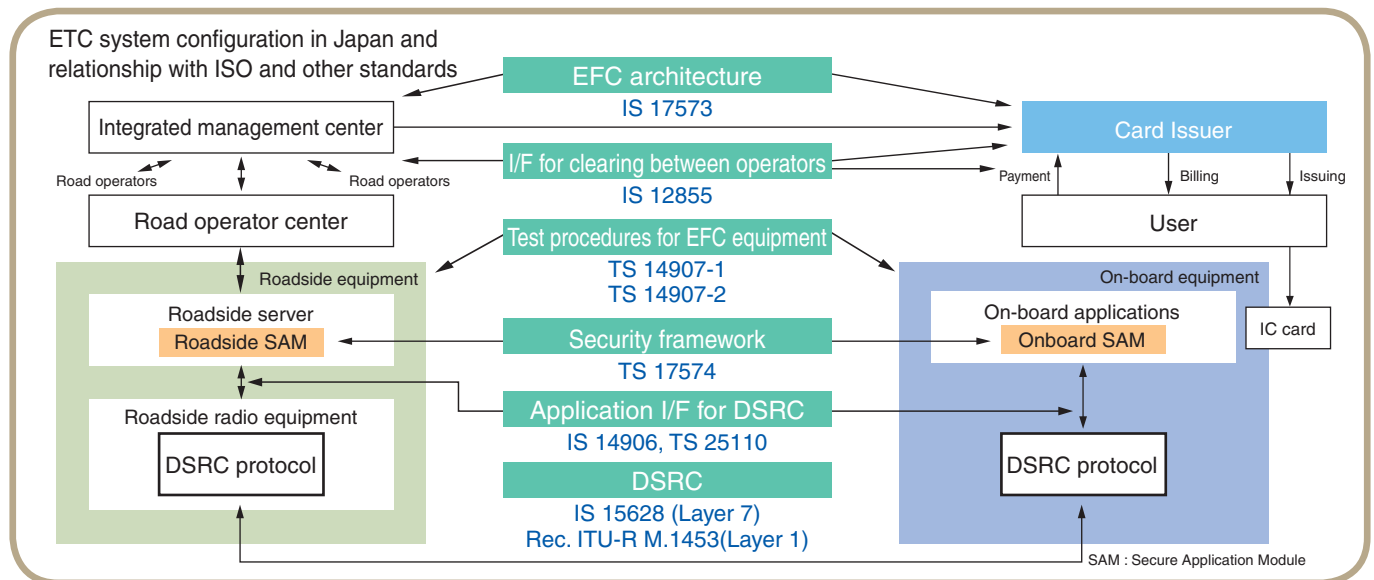 ETC system configuration in Japan and
relationship with ISO and other standards
EFC architecture
IS 17573
Integrated management center
Card Issuer
I/F for clearing between operators
IS 12855
Road operators
Road operators
Payment
Billing
Issuing
Road operator center
User
Test procedures for EFC equipment
TS 14907-1
TS 14907-2
Roadside equipment
On-board equipment
Roadside server
Roadside SAM
On-board applications
Onboard SAM
IC card
Security framework
TS 17574
Roadside radio equipment
DSRC protocol
Application I/F for DSRC
IS 14906, TS 25110
DSRC protocol
DSRC
IS 15628 (Layer 7)
Rec. ITU-R M.1453(Layer 1)
SAM : Secure Application Module